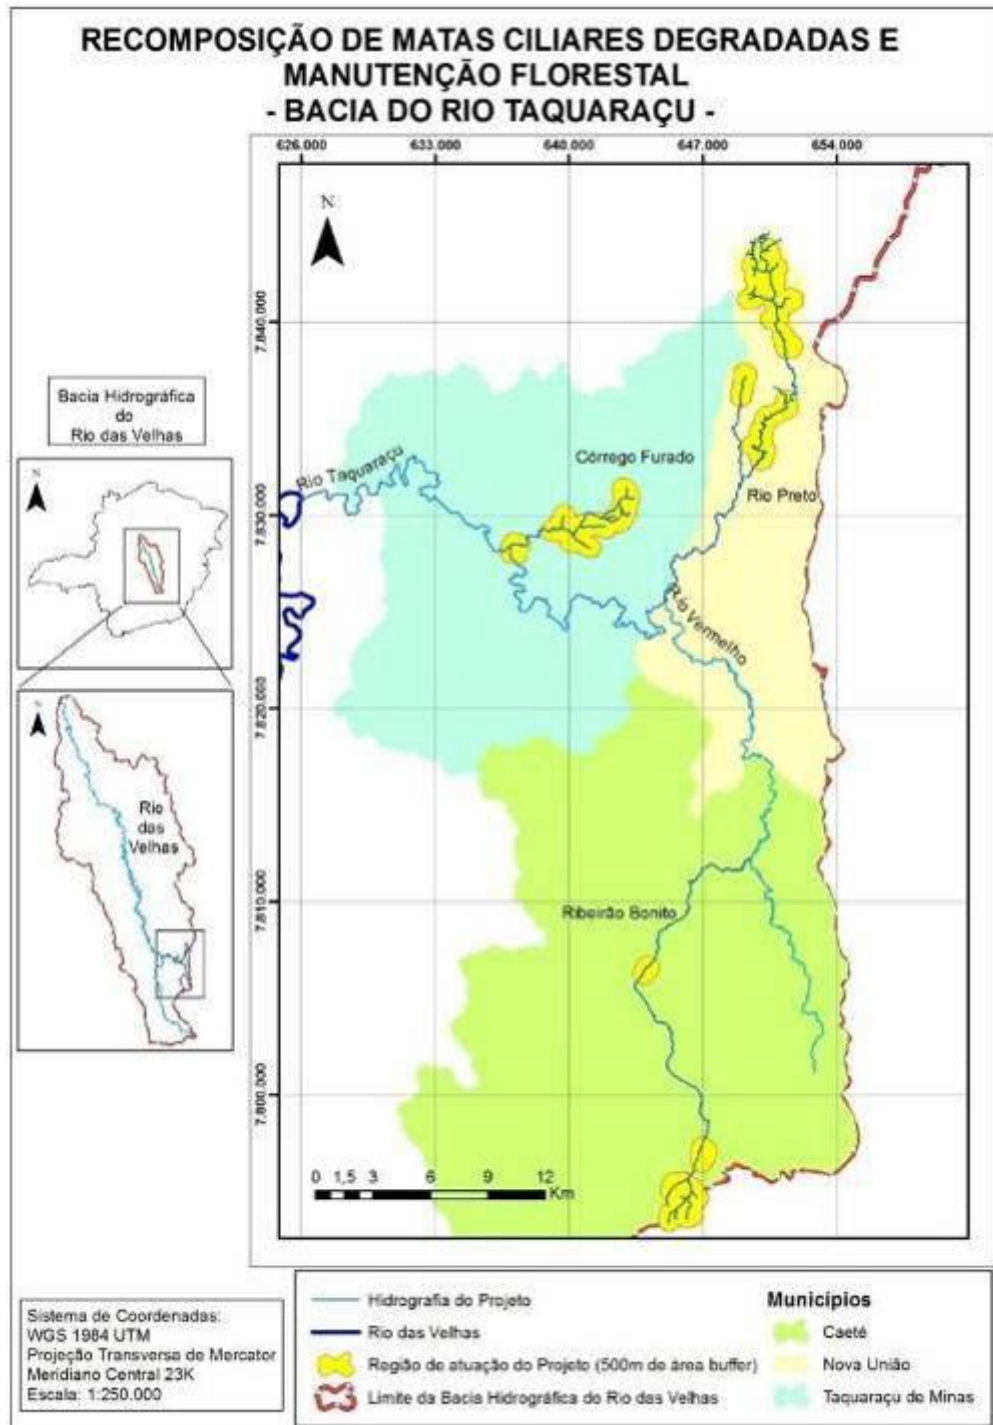 RECOMPOSIÇÃO DE MATAS CILIARES DEGRADADAS E
MANUTENÇÃO FLORESTAL
- BACIA DO RIO TAQUARAÇU -
626.000
633.000
640.000
647.000
654.000
N
7.840.000
7.830.000
7.820.000
7.810.000
7.800.000
Bacia Hidrográfica
do
Rio das Velhas
N
N
Rio
das
Velhas
Rio Taquaraçu
Córrego Furado
Rio Preto
Rio Vermelho
Ribeirão Bonito
0 1,5 3 6 9 12
Km
Sistema de Coordenadas:
WGS 1984 UTM
Projeção Transversa de Mercator
Meridiano Central 23K
Escala: 1:250.000
Hidrografia do Projeto
Rio das Velhas
Região de atuação do Projeto (500m de área buffer)
Limite da Bacia Hidrográfica do Rio das Velhas
Municípios
Caeté
Nova União
Taquaraçu de Minas